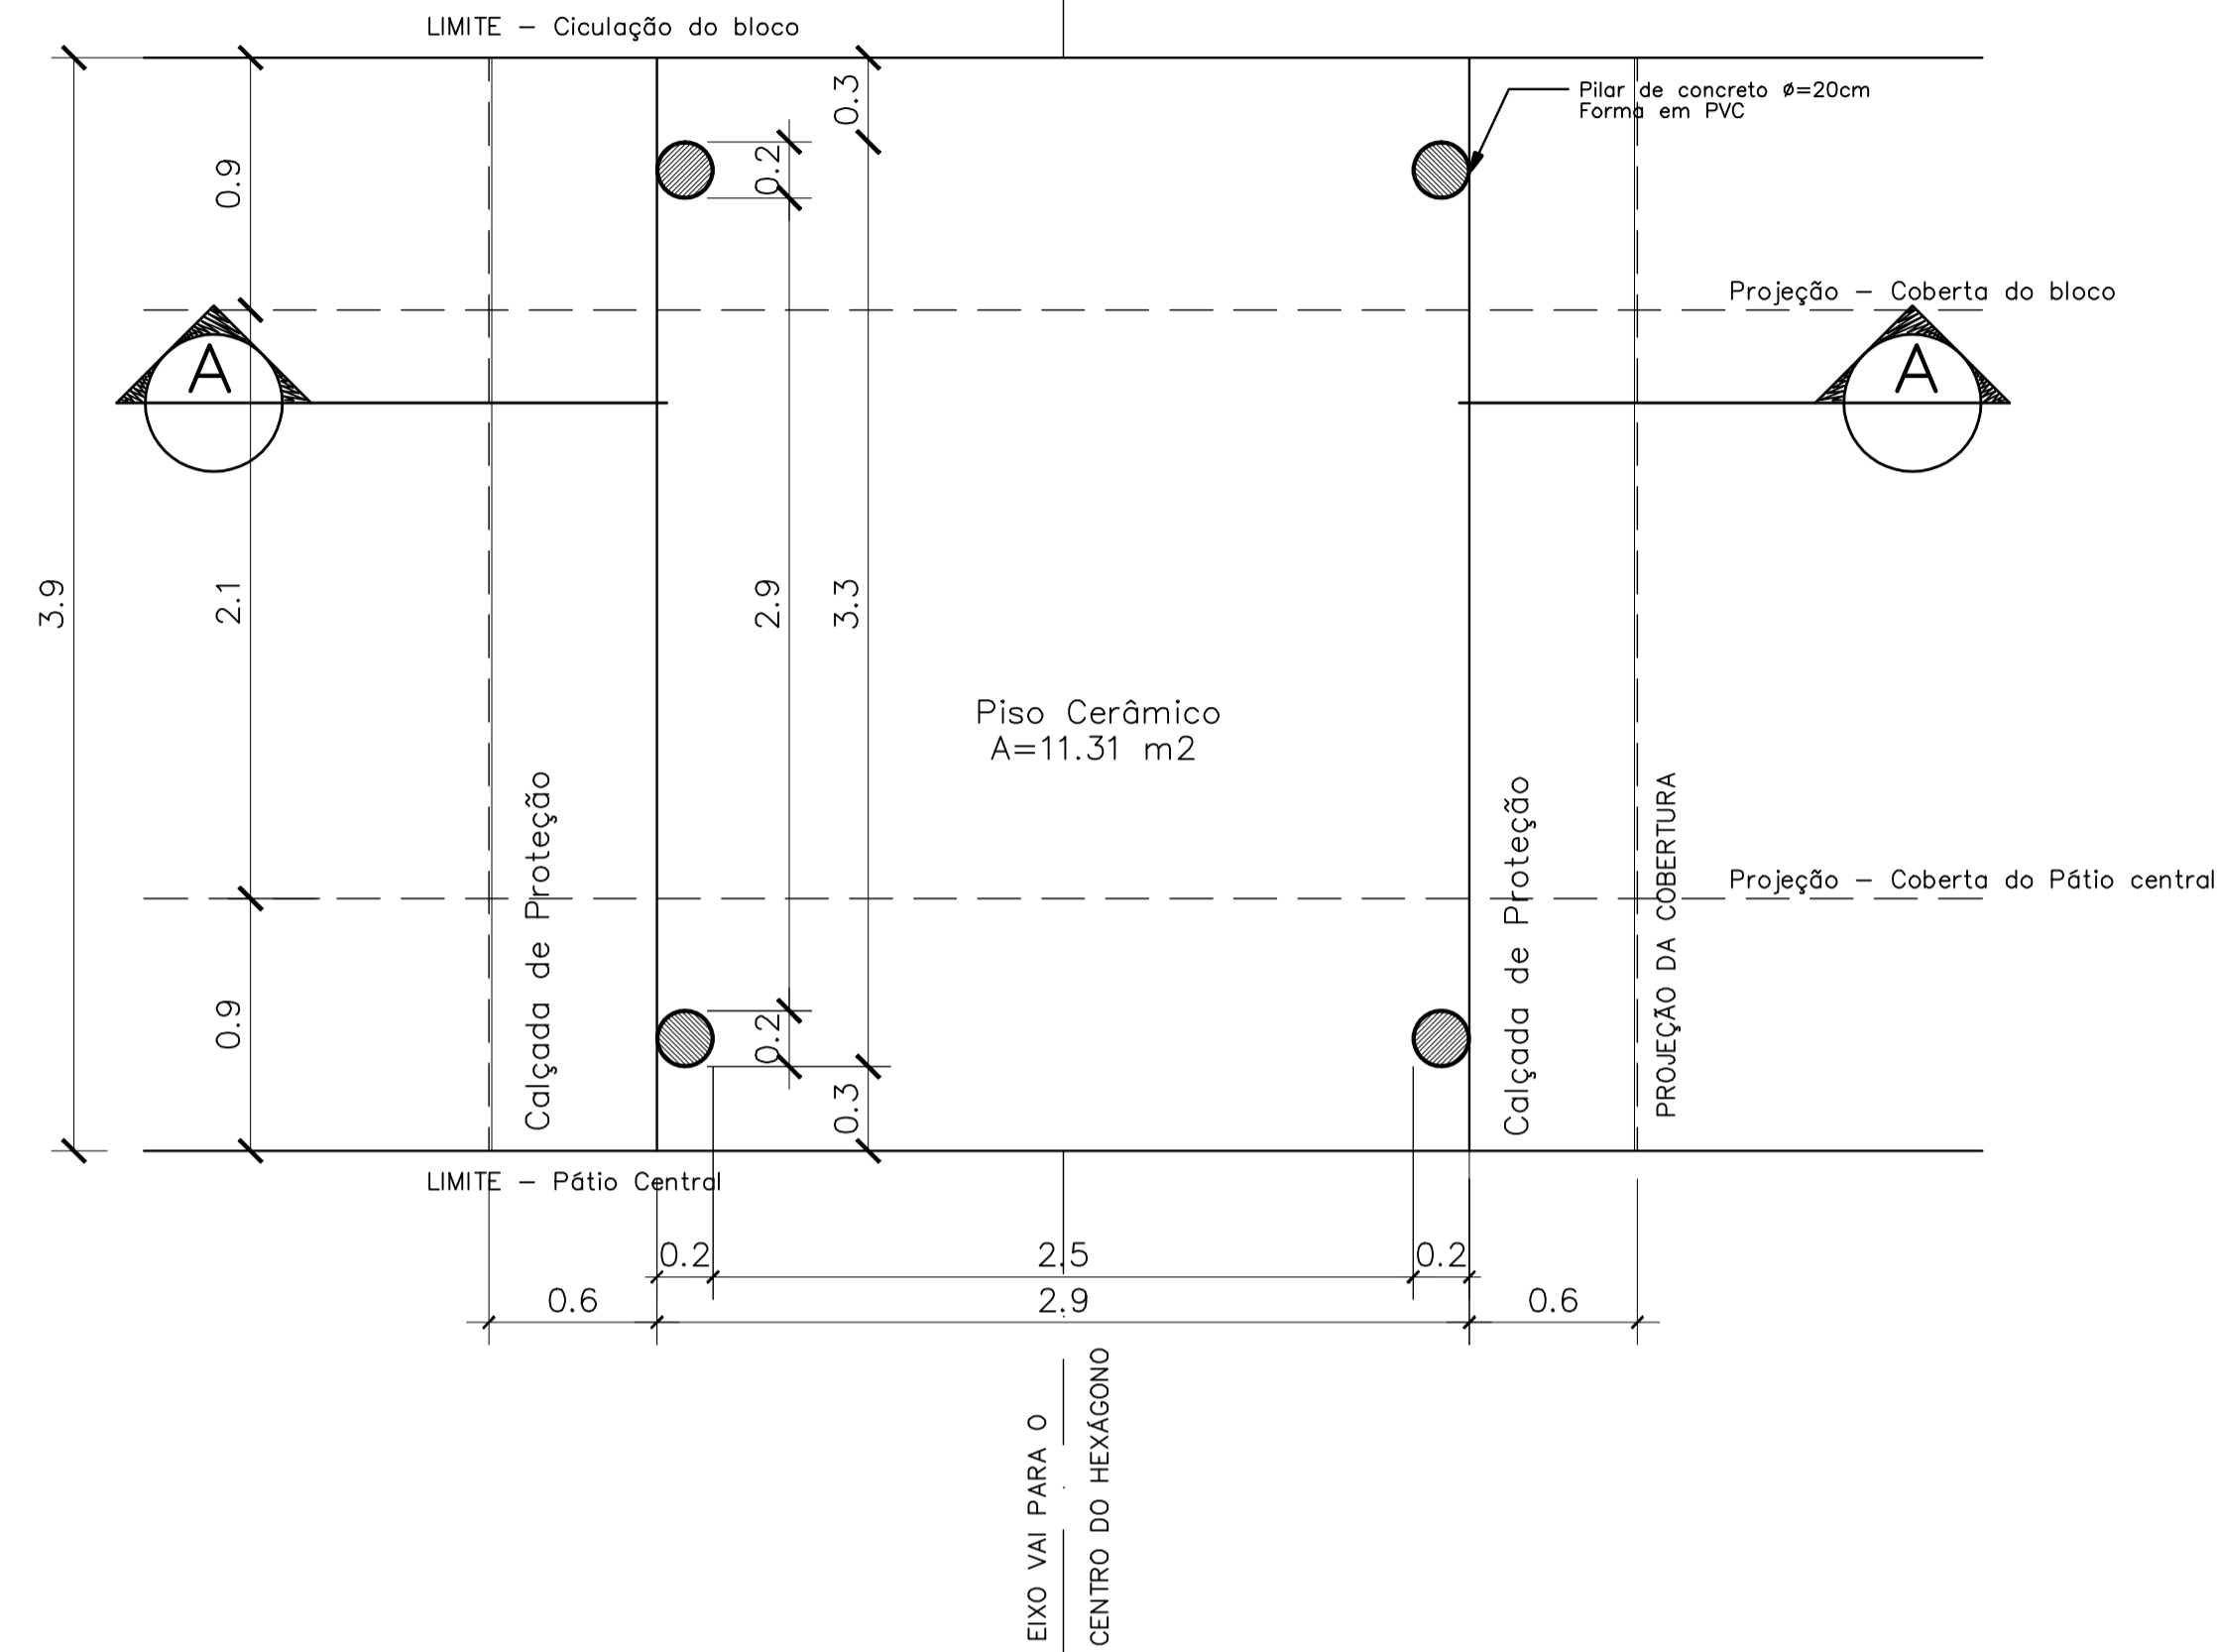 LIMITE - Ciculação do bloco
0.3
Pilar de concreto ø=20cm
Forma em PVC
0.9
0.2
Projeção - Coberta do bloco
A
A
3.9
2.1
2.9
3.3
Piso Cerâmico
A=11.31 m2
Calçada de Proteção
Calçada de Proteção
PROJEÇÃO DA COBERTURA
Projeção - Coberta do Pátio central
0.9
0.2
0.3
LIMITE - Pátio Central
0.2
2.5
0.2
0.6
2.9
0.6
EIXO VAI PARA O
CENTRO DO HEXÁGONO